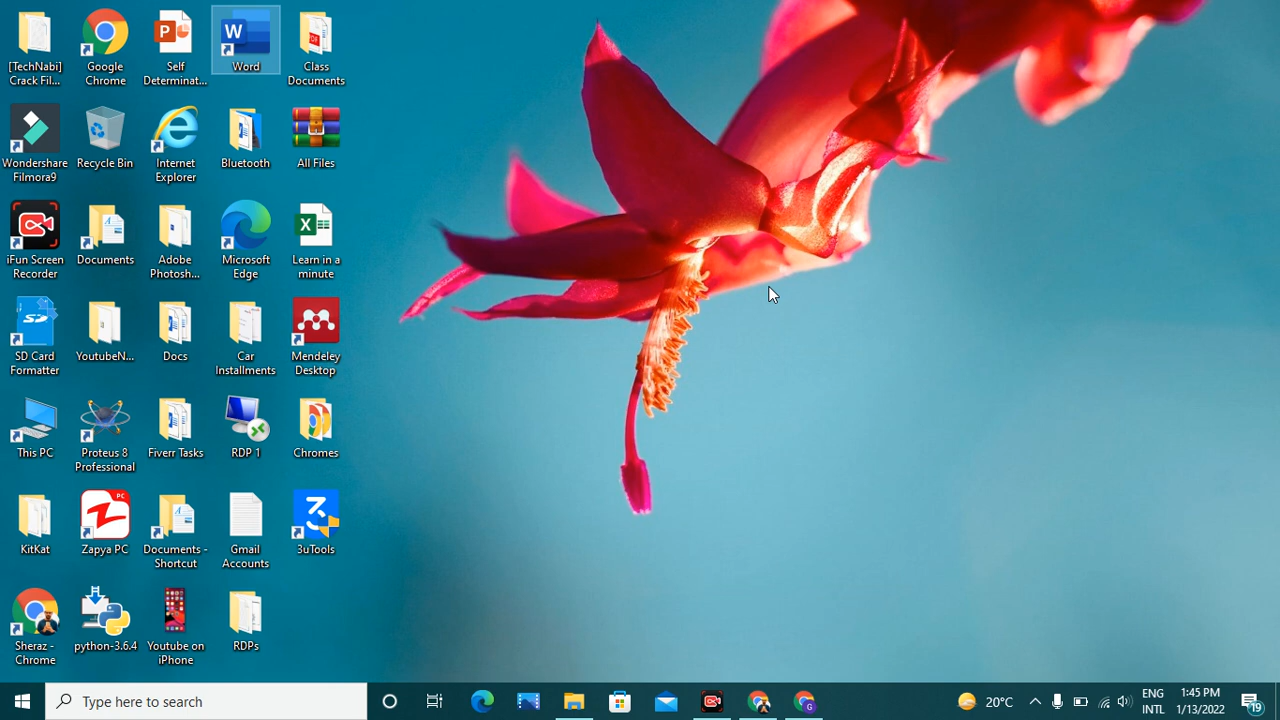 [TechNabi]
Crack Fil...
Google
Chrome
Self
Determinat...
Word
Class
Documents
Wondershare
Filmora9
Recycle Bin
Internet
Explorer
Bluetooth
All Files
iFun Screen
Recorder
Documents
Adobe
Photosh...
Microsoft
Edge
Learn in a
minute
SD Card
Formatter
YoutubeN...
Docs
Car
Installments
Mendeley
Desktop
This PC
Proteus 8
Professional
Fiverr Tasks
RDP 1
Chromes
KitKat
Zapya PC
Documents -
Shortcut
Gmail
Accounts
3uTools
Sheraz -
Chrome
python-3.6.4
Youtube on
iPhone
RDPs
Type here to search
20°C
ENG
INTL
1:45 PM
1/13/2022
19